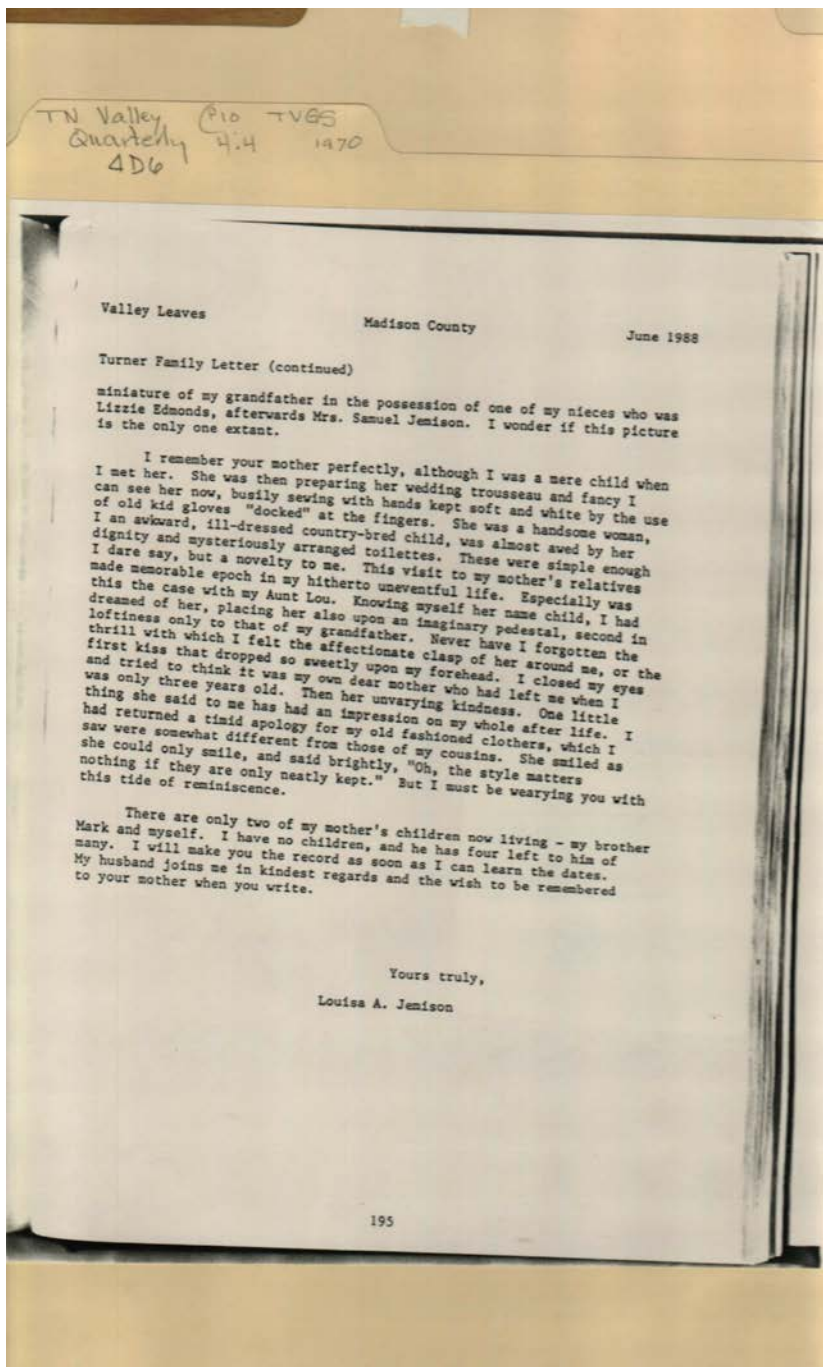 TN Valley P10 TVGS
Quarterly 4:4 1970
4D6
Valley Leaves Madison County June 1988
Turner Family Letter (continued)
miniature of my grandfather in the possession of one of my nieces who was
Lizzie Edmonds, afterwards Mrs. Samuel Jemison. I wonder if this picture
is the only one extant.
I remember your mother perfectly, although I was a mere child when
I met her. She was then preparing her wedding trousseau and fancy I
can see her now, busily sewing with hands kept soft and white by the use
of old kid gloves "docked" at the fingers. She was a handsome woman,
I an awkward, ill-dressed country-bred child, was almost awed by her
dignity and mysteriously arranged toilettes. These were simple enough
I dare say, but a novelty to me. This visit to my mother's relatives
made memorable epoch in my hitherto uneventful life. Especially was
this the case with my Aunt Lou. Knowing myself her name child, I had
dreamed of her, placing her also upon an imaginary pedestal, second in
loftiness only to that of my grandfather. Never have I forgotten the
thrill with which I felt the affectionate clasp of her around me, or the
first kiss that dropped so sweetly upon my forehead. I closed my eyes
and tried to think it was my own dear mother who had left me when I
was only three years old. Then her unvarying kindness. One little
thing she said to me has had an impression on my whole after life. I
had returned a timid apology for my old fashioned clothers, which I
saw were somewhat different from those of my cousins. She smiled as
she could only smile, and said brightly, "Oh, the style matters
nothing if they are only neatly kept." But I must be wearying you with
this tide of reminiscence.
There are only two of my mother's children now living - my brother
Mark and myself. I have no children, and he has four left to him of
many. I will make you the record as soon as I can learn the dates.
My husband joins me in kindest regards and the wish to be remembered
to your mother when you write.
Yours truly,
Louisa A. Jemison
195